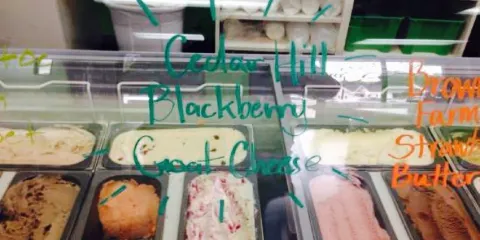 Cedar Hill
Blackberry
Goat Cheese
Brown
Farm
Straw
Butter